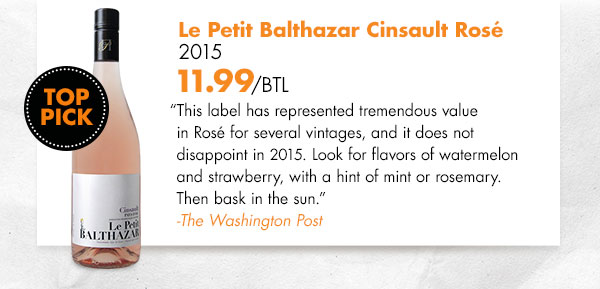 Le Petit Balthazar Cinsault Rosé
2015
11.99/BTL
TOP
PICK
“This label has represented tremendous value
in Rosé for several vintages, and it does not
disappoint in 2015. Look for flavors of watermelon
and strawberry, with a hint of mint or rosemary.
Then bask in the sun.”
-The Washington Post
Cinsault
Le Petit
BALTHAZAR